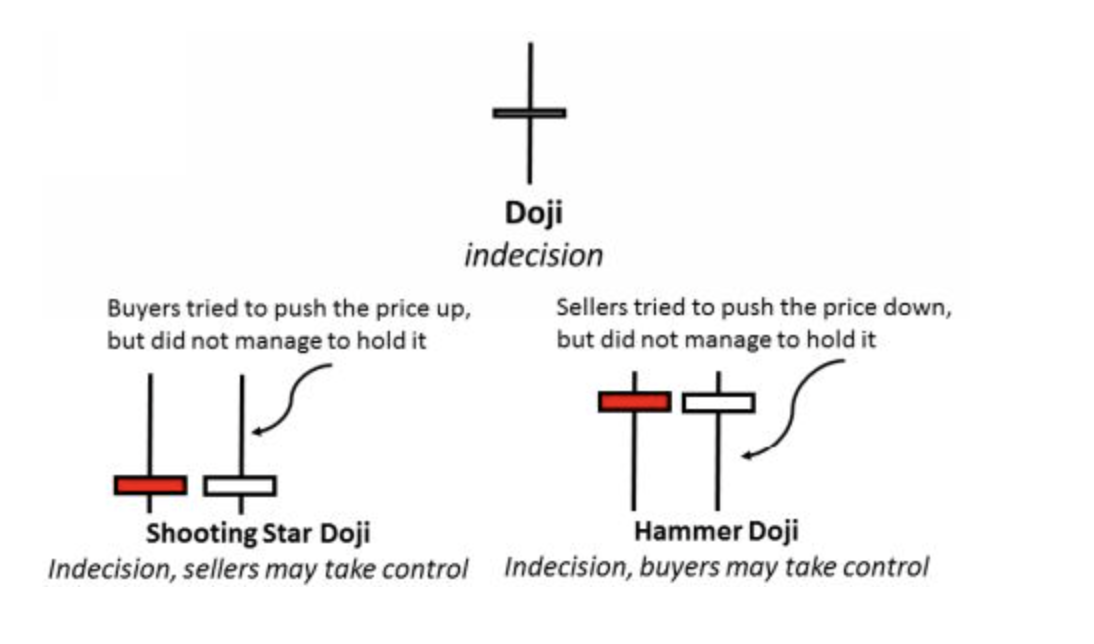 Doji
indecision
Buyers tried to push the price up,
but did not manage to hold it
Sellers tried to push the price down,
but did not manage to hold it
Shooting Star Doji
Indecision, sellers may take control
Hammer Doji
Indecision, buyers may take control